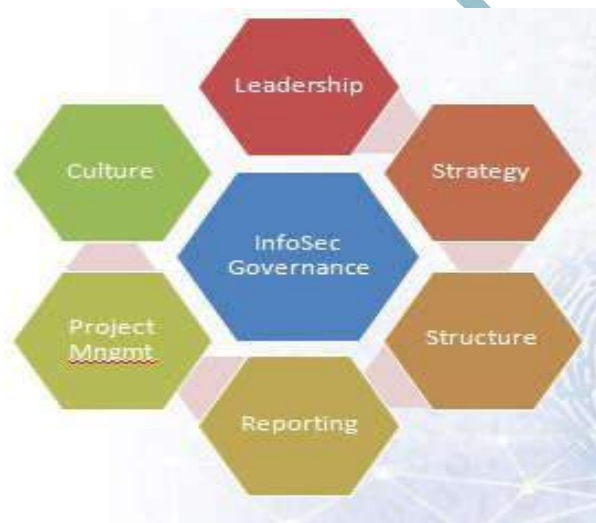 Leadership
Culture
Strategy
InfoSec
Governance
Project
Mngmt
Structure
Reporting